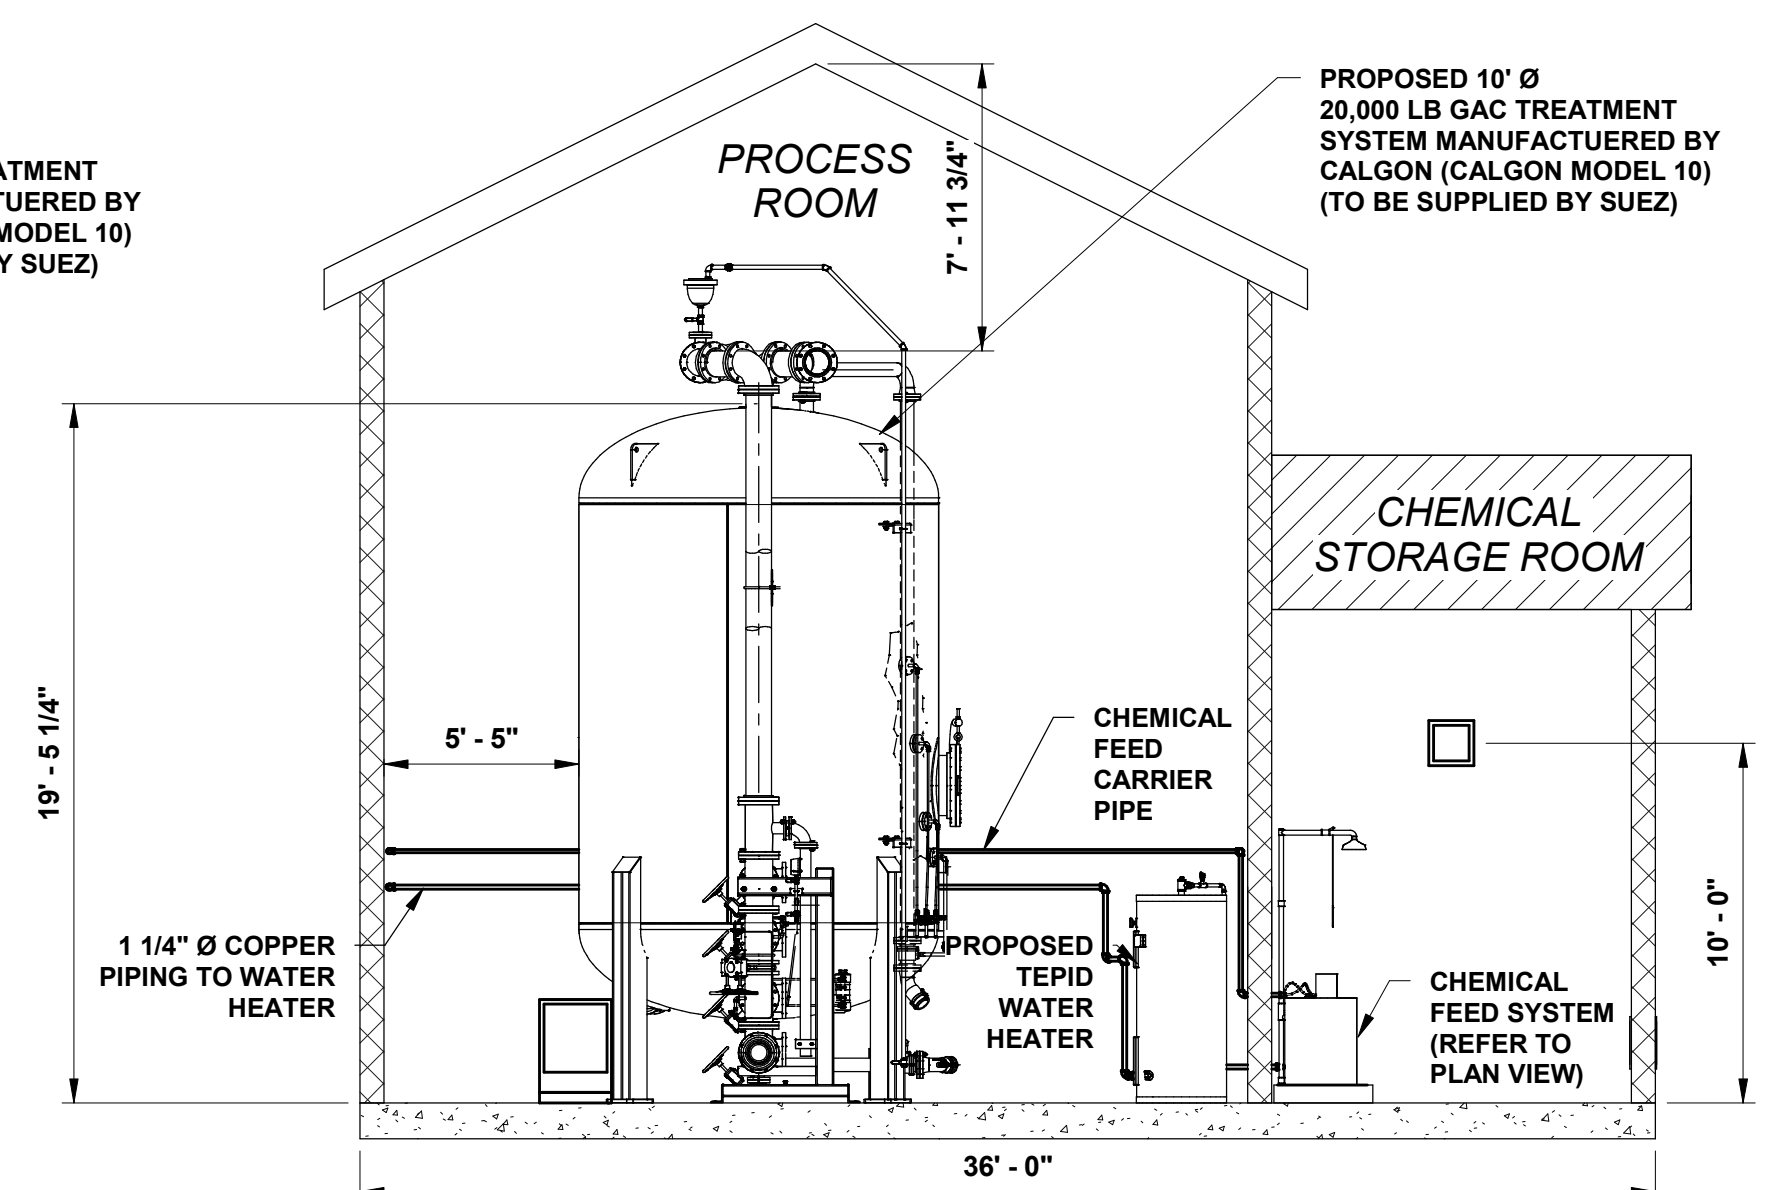 ATMENT
TUERED BY
MODEL 10)
Y SUEZ)
PROCESS
ROOM
7' - 11 3/4"
PROPOSED 10' Ø
20,000 LB GAC TREATMENT
SYSTEM MANUFACTUERED BY
CALGON (CALGON MODEL 10)
(TO BE SUPPLIED BY SUEZ)
CHEMICAL
STORAGE ROOM
19' - 5 1/4"
5' - 5"
CHEMICAL
FEED
CARRIER
PIPE
10' - 0"
1 1/4" Ø COPPER
PIPING TO WATER
HEATER
PROPOSED
TEPID
WATER
HEATER
CHEMICAL
FEED SYSTEM
(REFER TO
PLAN VIEW)
36' - 0"